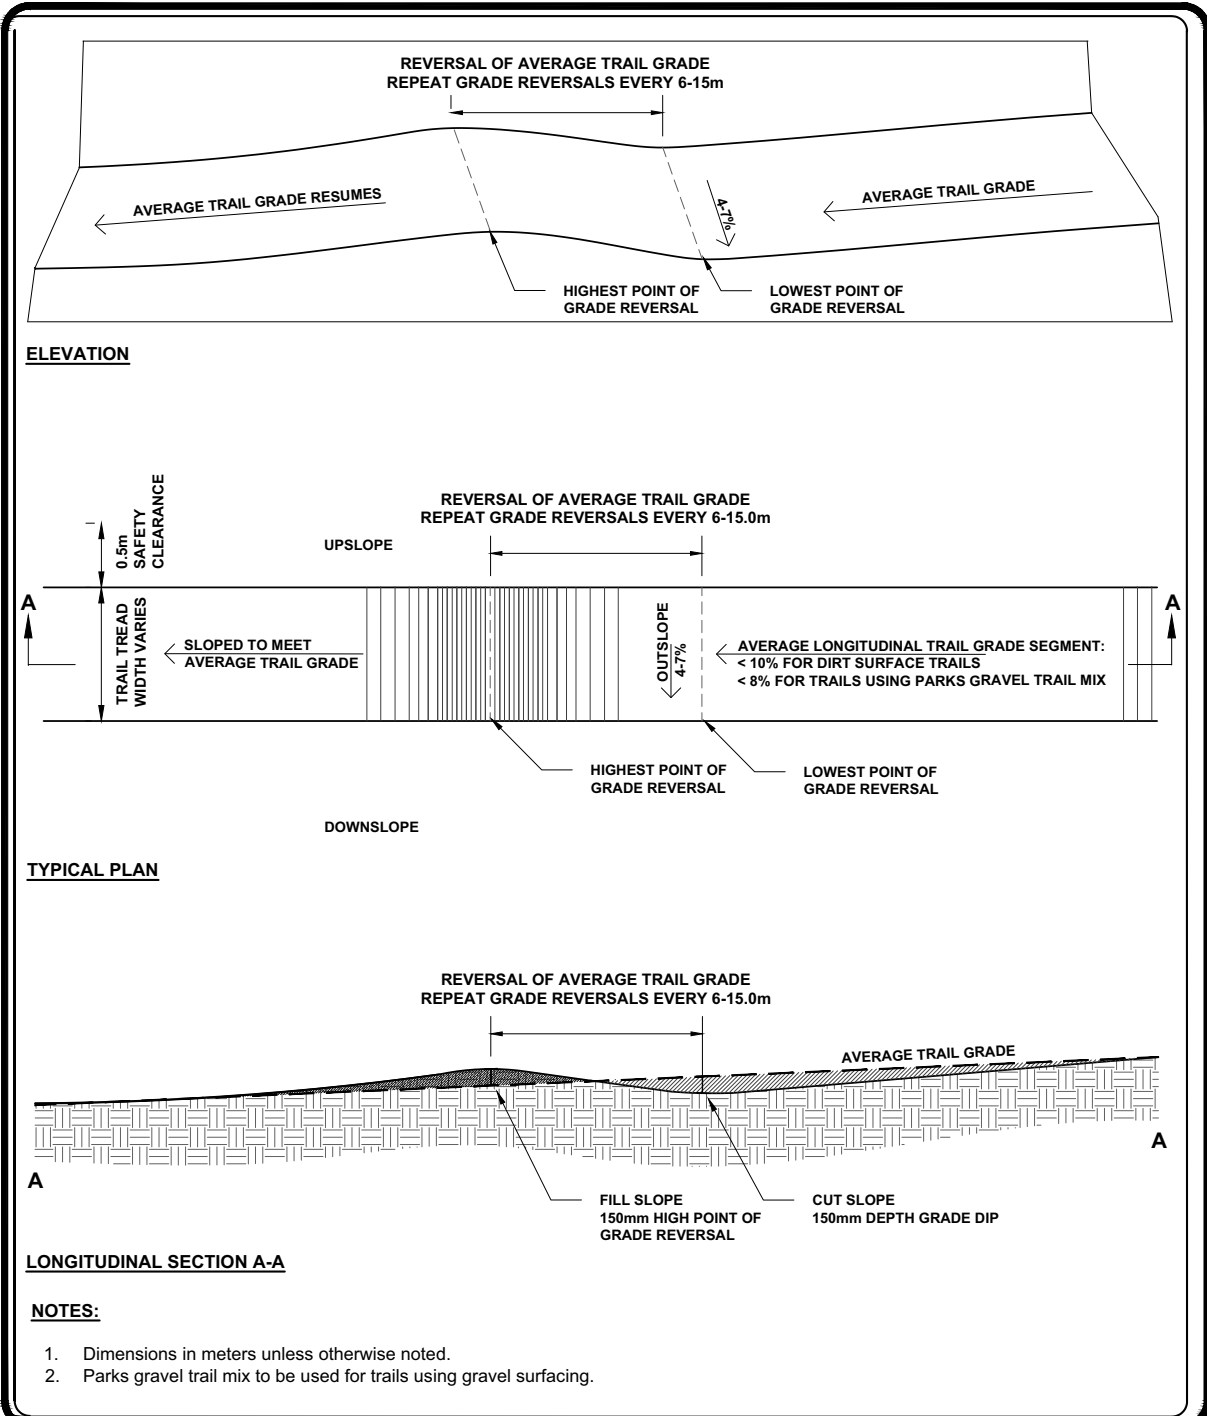 REVERSAL OF AVERAGE TRAIL GRADE
REPEAT GRADE REVERSALS EVERY 6-15m
AVERAGE TRAIL GRADE RESUMES
4-7%
AVERAGE TRAIL GRADE
HIGHEST POINT OF
GRADE REVERSAL
LOWEST POINT OF
GRADE REVERSAL
ELEVATION
0.5m
SAFETY
CLEARANCE
REVERSAL OF AVERAGE TRAIL GRADE
REPEAT GRADE REVERSALS EVERY 6-15.0m
UPSLOPE
A
A
TRAIL TREAD
WIDTH VARIES
SLOPED TO MEET
AVERAGE TRAIL GRADE
OUTSLOPE
4-7%
AVERAGE LONGITUDINAL TRAIL GRADE SEGMENT:
< 10% FOR DIRT SURFACE TRAILS
< 8% FOR TRAILS USING PARKS GRAVEL TRAIL MIX
HIGHEST POINT OF
GRADE REVERSAL
LOWEST POINT OF
GRADE REVERSAL
DOWNSLOPE
TYPICAL PLAN
REVERSAL OF AVERAGE TRAIL GRADE
REPEAT GRADE REVERSALS EVERY 6-15.0m
AVERAGE TRAIL GRADE
A
A
FILL SLOPE
150mm HIGH POINT OF
GRADE REVERSAL
CUT SLOPE
150mm DEPTH GRADE DIP
LONGITUDINAL SECTION A-A
NOTES:
1. Dimensions in meters unless otherwise noted.
2. Parks gravel trail mix to be used for trails using gravel surfacing.